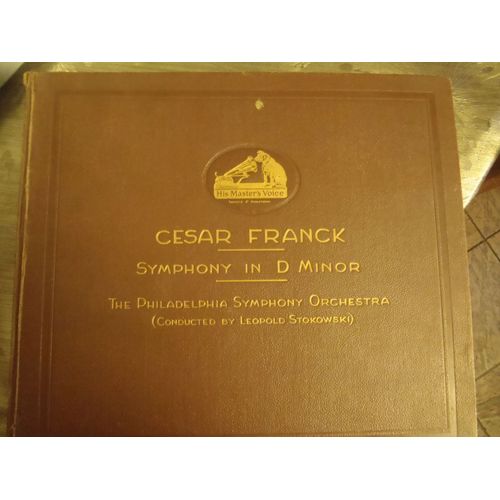 His Master's Voice
CESAR FRANCK
SYMPHONY IN D MINOR
THE PHILADELPHIA SYMPHONY ORCHESTRA
(CONDUCTED BY LEOPOLD STOKOWSKI)